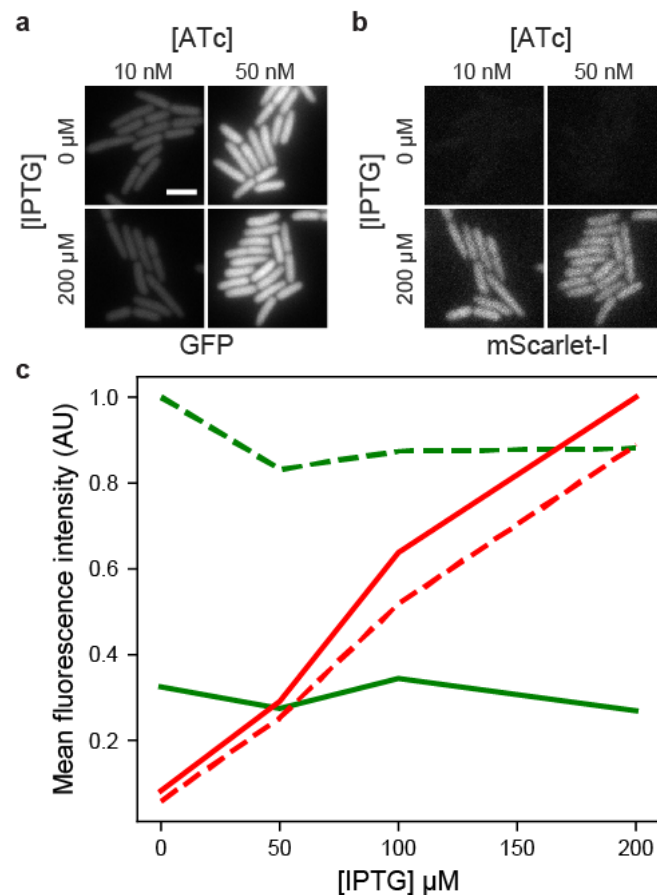 a
[ATc]
10 nM
50 nM
[IPTG]
0 µM
200 µM
GFP
b
[ATc]
10 nM
50 nM
[IPTG]
0 µM
200 µM
mScarlet-I
c
Mean fluorescence intensity (AU)
1.0
0.8
0.6
0.4
0.2
0
50
100
150
200
[IPTG] µM